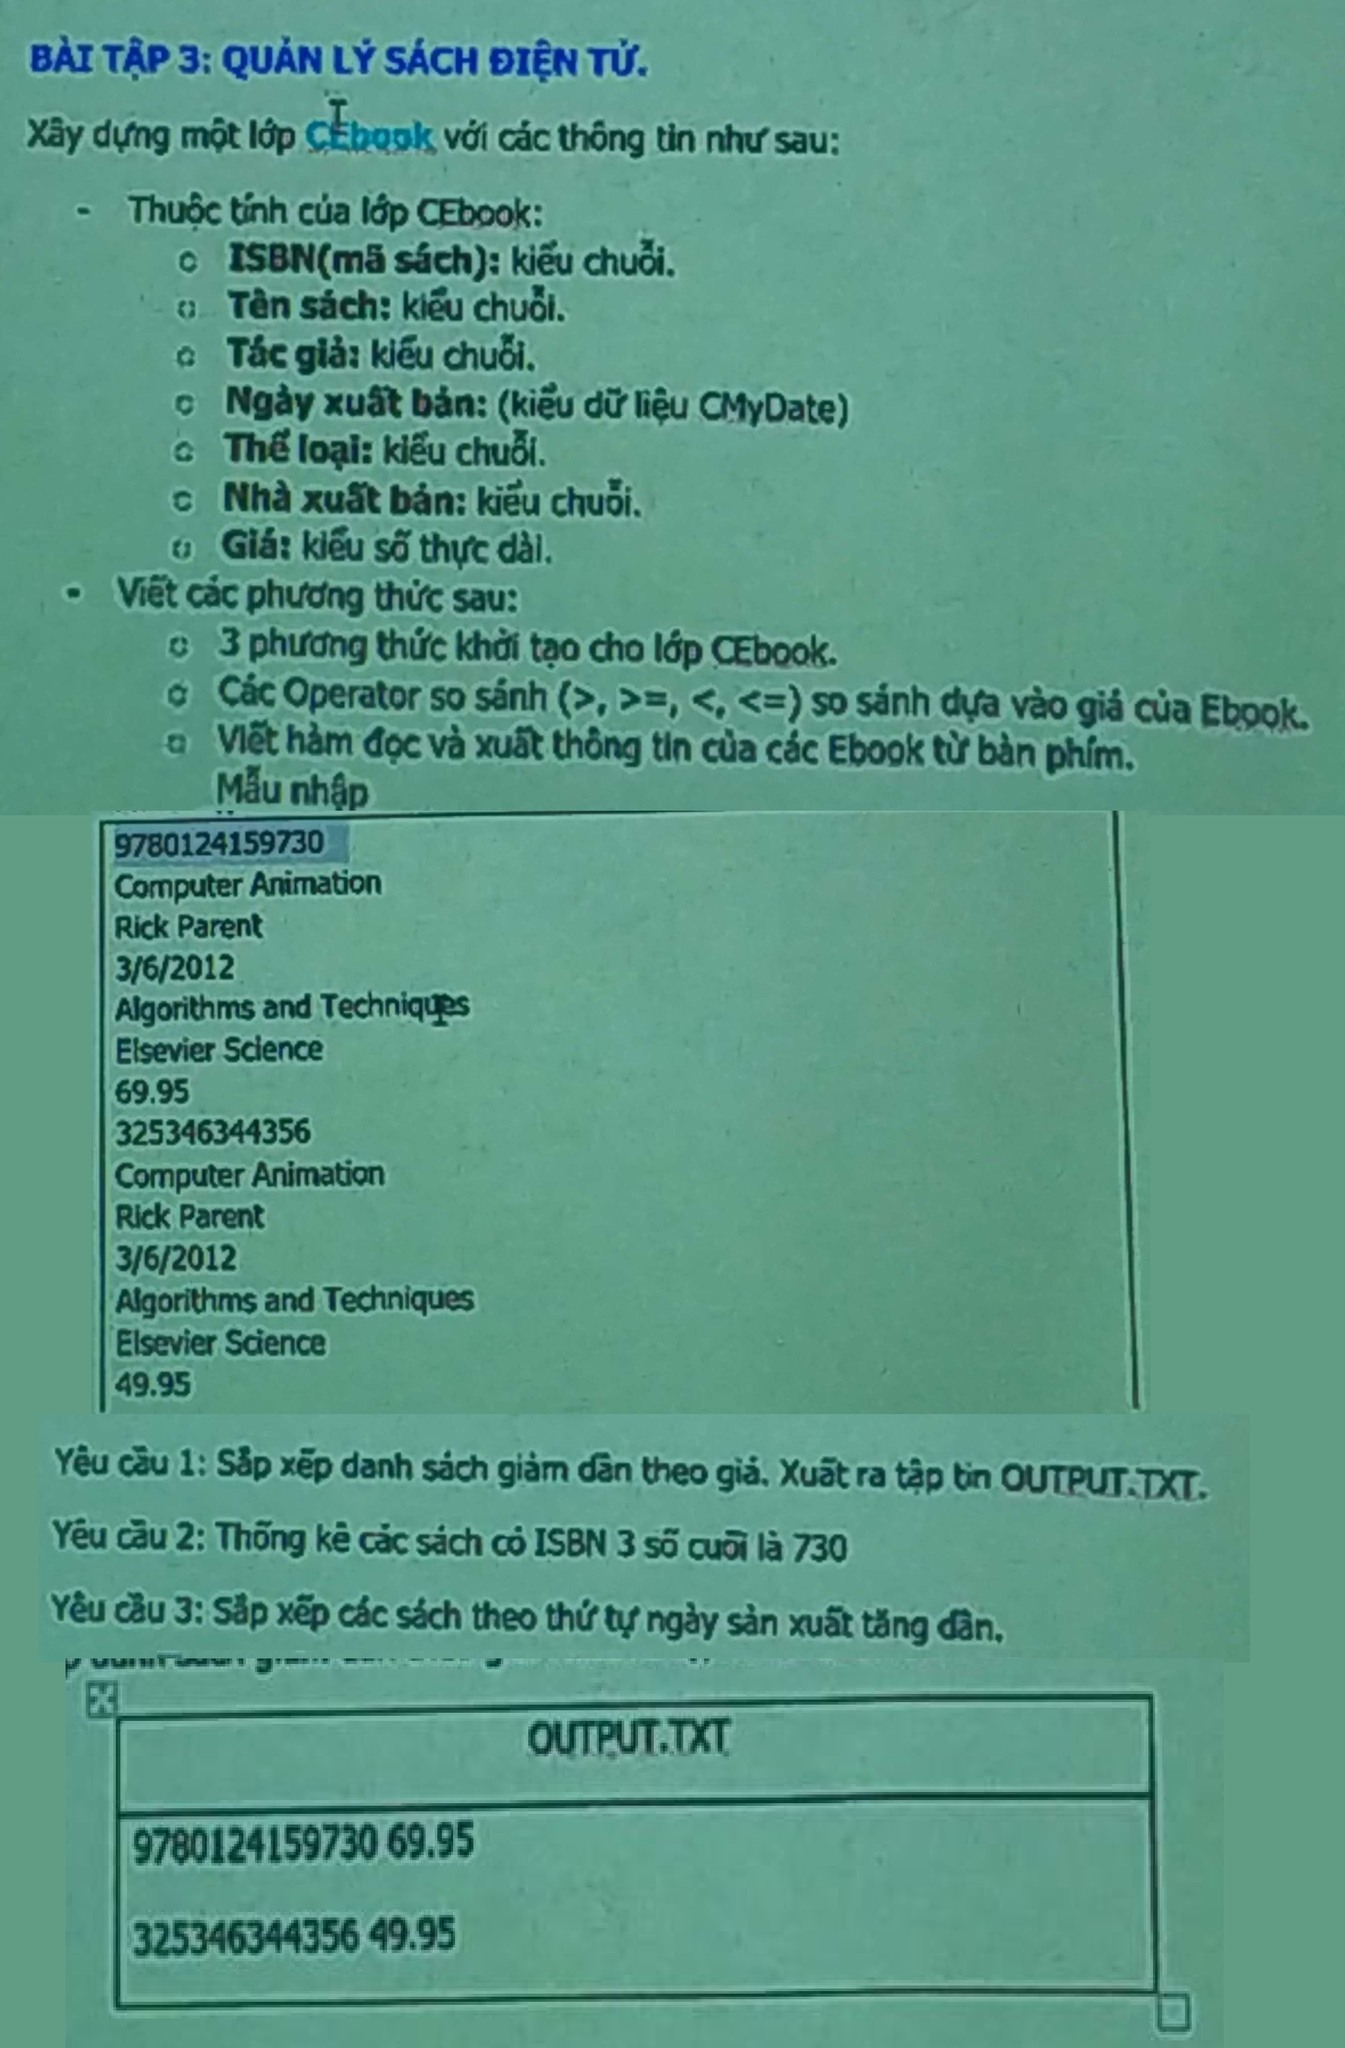 BÀI TẬP 3: QUẢN LÝ SÁCH ĐIỆN TỬ.
Xây dựng một lớp CEbook với các thông tin như sau:
- Thuộc tính của lớp CEbook:
o ISBN(mã sách): kiểu chuỗi.
o Tên sách: kiểu chuỗi.
o Tác giả: kiểu chuỗi.
o Ngày xuất bản: (kiểu dữ liệu CMyDate)
o Thể loại: kiểu chuỗi.
o Nhà xuất bản: kiểu chuỗi.
o Giá: kiểu số thực dài.
- Viết các phương thức sau:
o 3 phương thức khởi tạo cho lớp CEbook.
o Các Operator so sánh (>, >=, <, <=) so sánh dựa vào giá của Ebook.
o Viết hàm đọc và xuất thông tin của các Ebook từ bàn phím.
Mẫu nhập
9780124159730
Computer Animation
Rick Parent
3/6/2012
Algorithms and Techniques
Elsevier Science
69.95
325346344356
Computer Animation
Rick Parent
3/6/2012
Algorithms and Techniques
Elsevier Science
49.95
Yêu cầu 1: Sắp xếp danh sách giảm dần theo giá. Xuất ra tập tin OUTPUT.TXT.
Yêu cầu 2: Thống kê các sách có ISBN 3 số cuối là 730
Yêu cầu 3: Sắp xếp các sách theo thứ tự ngày sản xuất tăng dần.
OUTPUT.TXT
9780124159730 69.95
325346344356 49.95